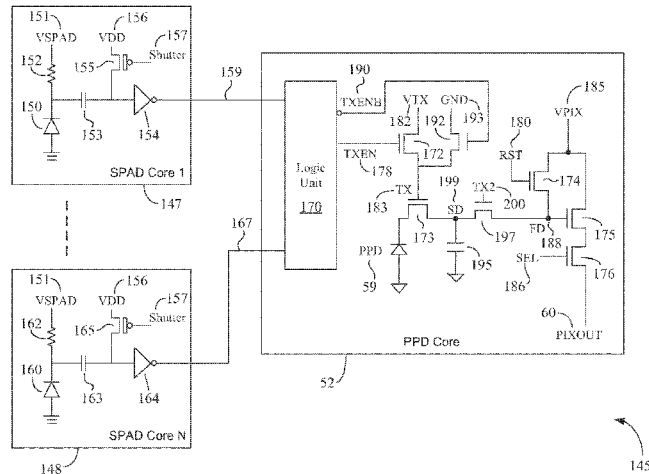 151
VSPAD
152
150
153
156
VDD
157
Shutter
155
154
SPAD Core 1
147
159
151
VSPAD
162
160
163
156
VDD
157
Shutter
165
164
SPAD Core N
148
167
190
TXENB
VTX
182
GND
193
192
172
Logic
Unit
170
TXEN
178
TX
183
173
199
SD
TX2
200
197
195
PPD
59
180
RST
185
VPIX
174
FD
188
175
SEL
186
176
60
PIXOUT
PPD Core
52
145